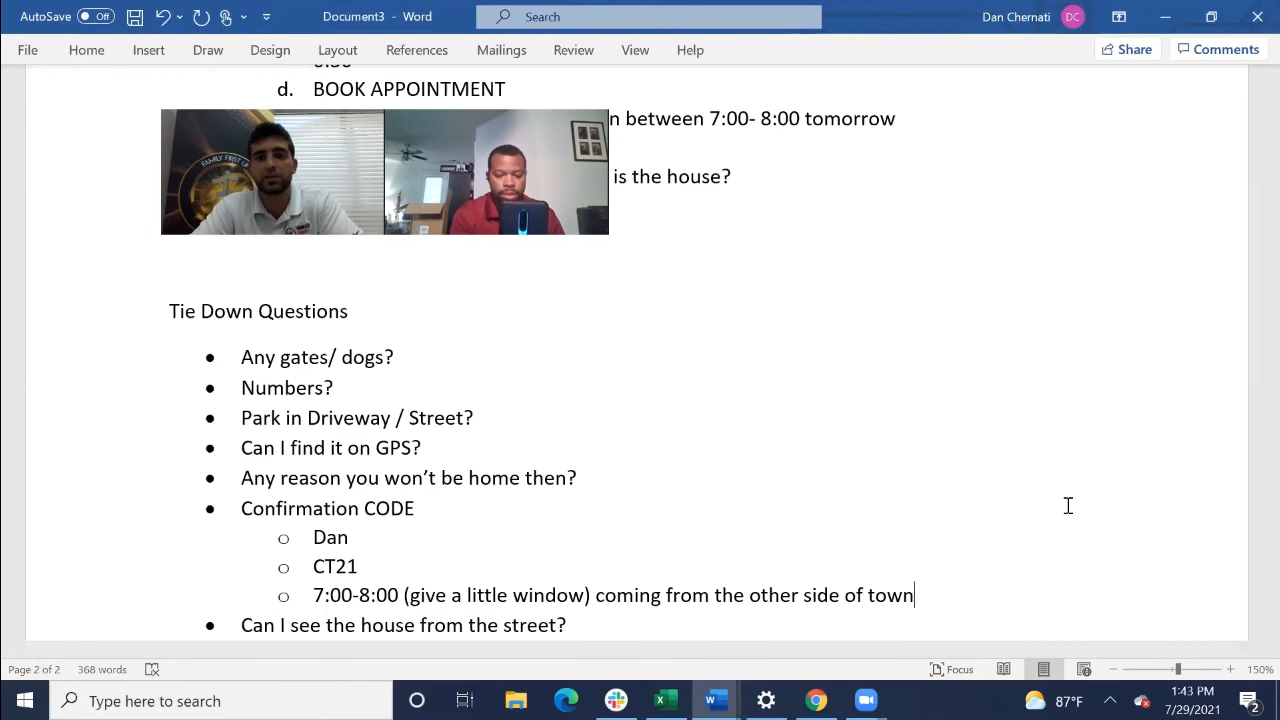 AutoSave Off Document3 - Word Search Dan Chernati DC
File Home Insert Draw Design Layout References Mailings Review View Help Share Comments
d. BOOK APPOINTMENT
n between 7:00- 8:00 tomorrow
is the house?
FAMILY FIRST
Tie Down Questions
• Any gates/ dogs?
• Numbers?
• Park in Driveway / Street?
• Can I find it on GPS?
• Any reason you won’t be home then?
• Confirmation CODE
o Dan
o CT21
o 7:00-8:00 (give a little window) coming from the other side of town
• Can I see the house from the street?
Page 2 of 2 368 words Focus 150%
Type here to search 87°F 1:43 PM
7/29/2021 2